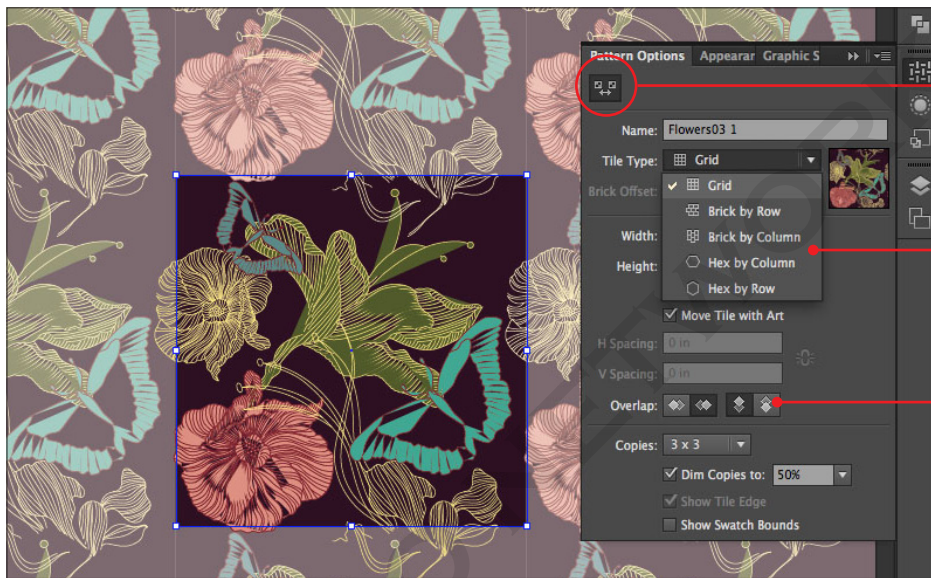 Pattern Options Appearar Graphic S
Name: Flowers03 1
Tile Type: Grid
Brick Offset:
Grid
Brick by Row
Width:
Brick by Column
Height:
Hex by Column
Hex by Row
Move Tile with Art
H Spacing: 0 in
V Spacing: 0 in
Overlap:
Copies: 3 x 3
Dim Copies to: 50%
Show Tile Edge
Show Swatch Bounds